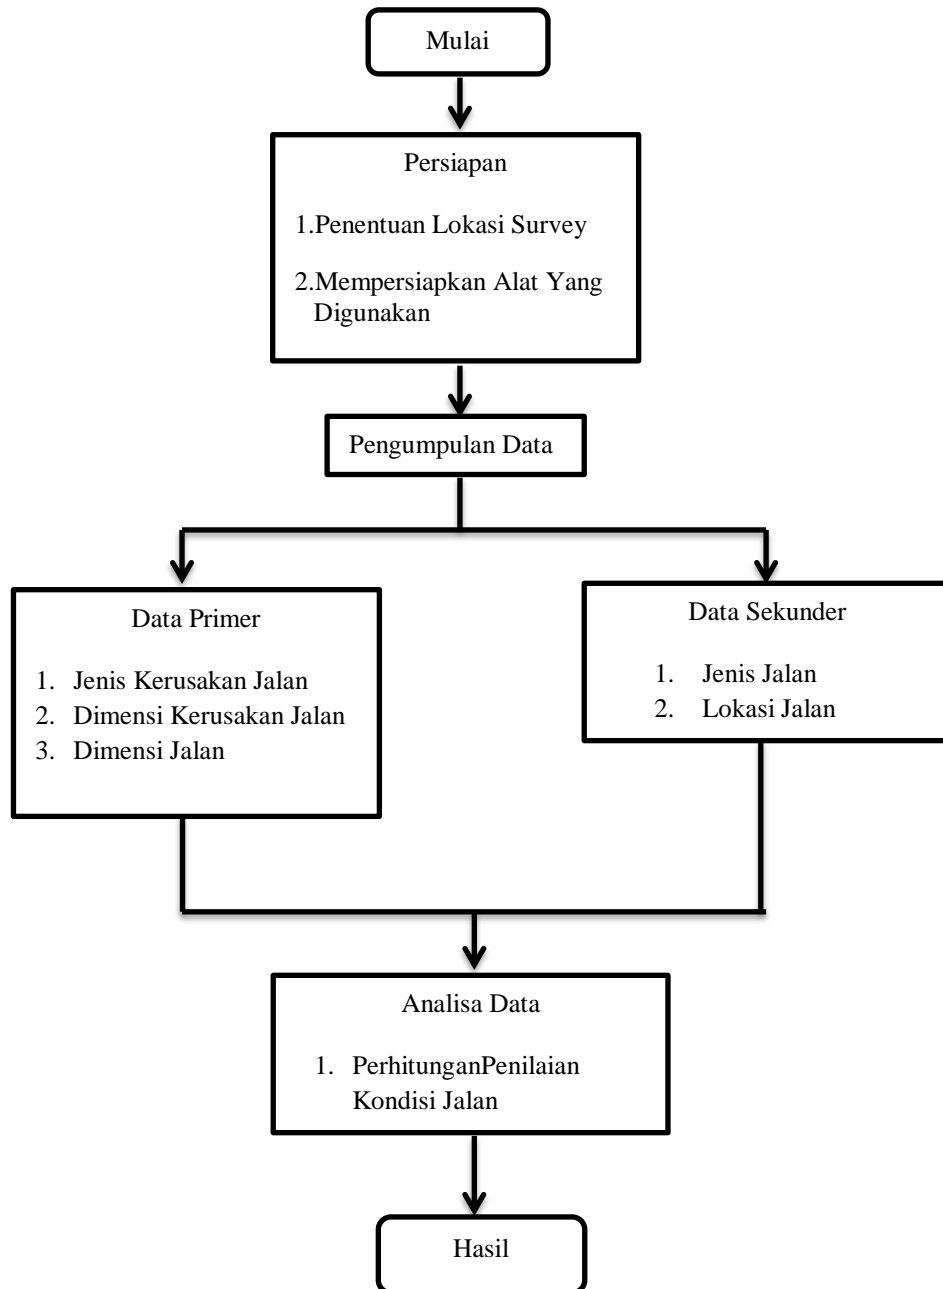 Mulai
Persiapan
1.Penentuan Lokasi Survey
2.Mempersiapkan Alat Yang
Digunakan
Pengumpulan Data
Data Primer
1. Jenis Kerusakan Jalan
2. Dimensi Kerusakan Jalan
3. Dimensi Jalan
Data Sekunder
1. Jenis Jalan
2. Lokasi Jalan
Analisa Data
1. PerhitunganPenilaian
Kondisi Jalan
Hasil